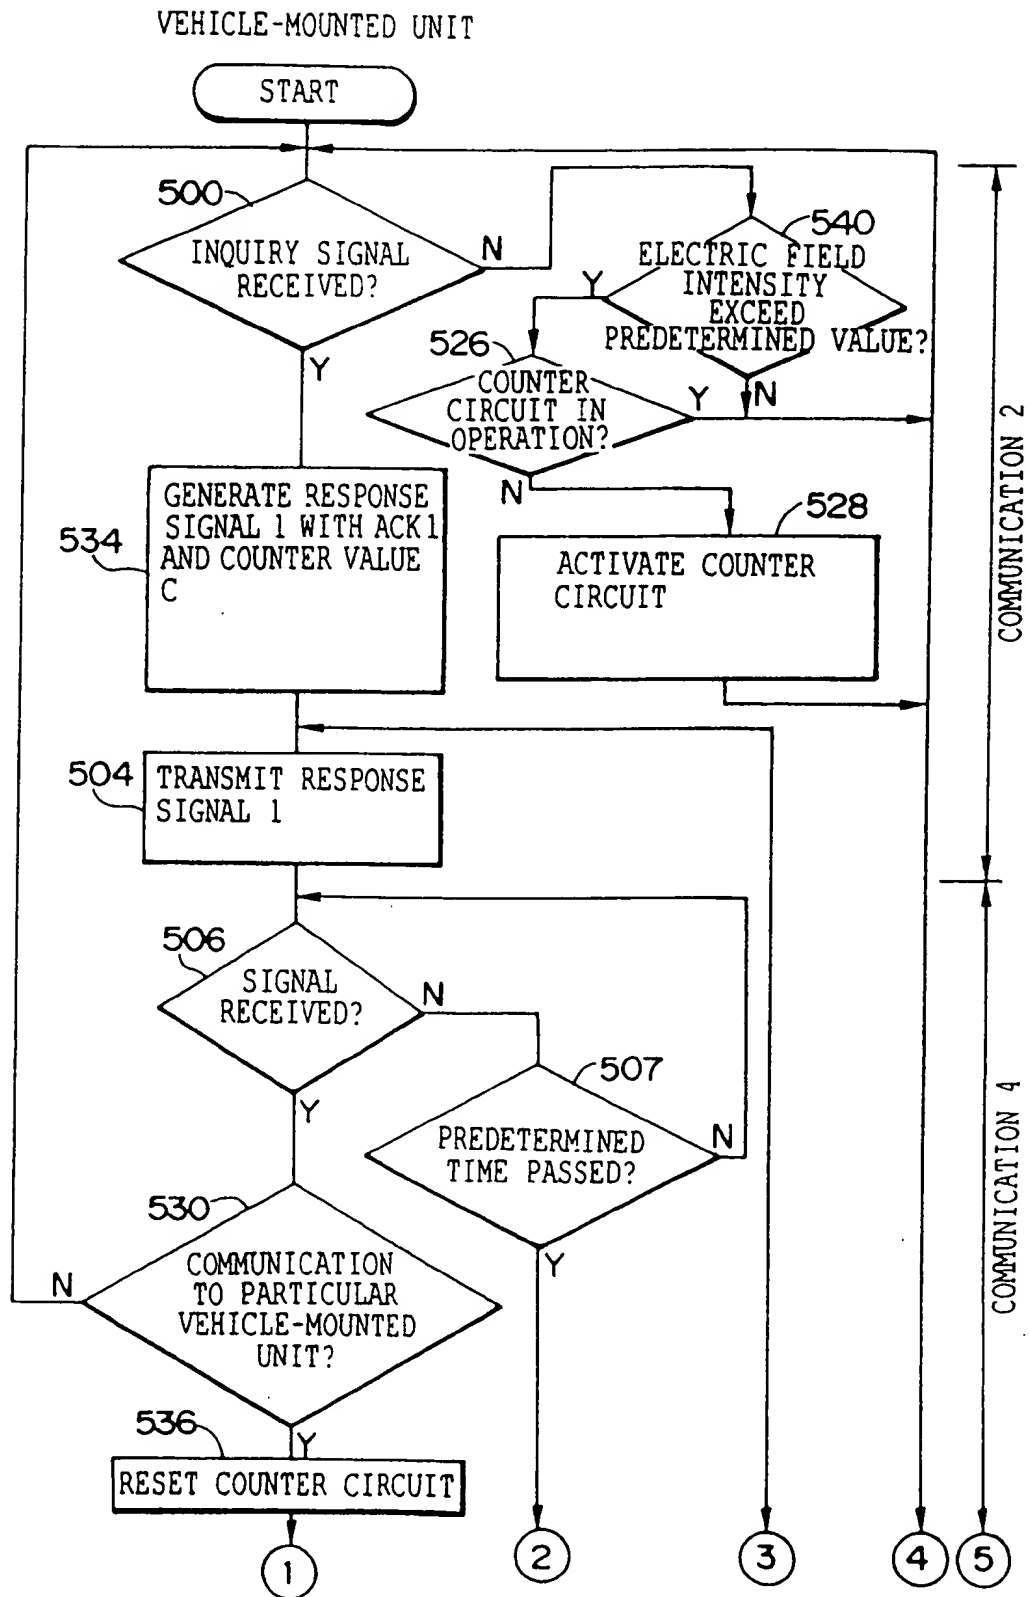 VEHICLE-MOUNTED UNIT
START
500
INQUIRY SIGNAL
RECEIVED?
N
Y
540
ELECTRIC FIELD
INTENSITY
EXCEED
PREDETERMINED VALUE?
Y
N
526
COUNTER
CIRCUIT IN
OPERATION?
Y
N
528
ACTIVATE COUNTER
CIRCUIT
534
GENERATE RESPONSE
SIGNAL 1 WITH ACK1
AND COUNTER VALUE
C
COMMUNICATION 2
504
TRANSMIT RESPONSE
SIGNAL 1
506
SIGNAL
RECEIVED?
N
Y
507
PREDETERMINED
TIME PASSED?
N
Y
530
COMMUNICATION
TO PARTICULAR
VEHICLE-MOUNTED
UNIT?
N
Y
COMMUNICATION 4
536
RESET COUNTER CIRCUIT
1
2
3
4
5